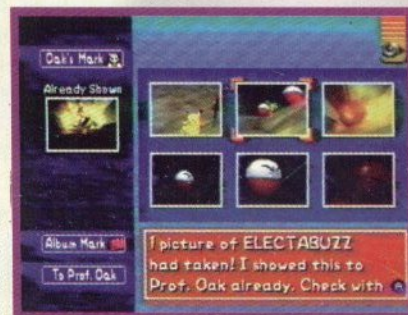 Oak's Mark
Already Shown
Album Mark
To Prof. Oak
1 picture of ELECTABUZZ
had taken! I showed this to
Prof. Oak already. Check with A